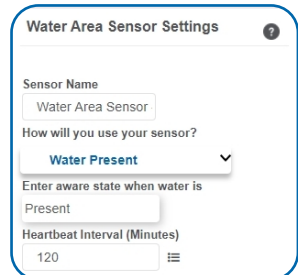 Water Area Sensor Settings
?
Sensor Name
Water Area Sensor
How will you use your sensor?
Water Present
Enter aware state when water is
Present
Heartbeat Interval (Minutes)
120